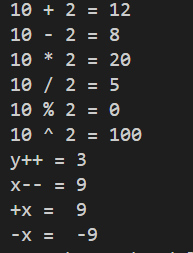 10 + 2 = 12
10 - 2 = 8
10 * 2 = 20
10 / 2 = 5
10 % 2 = 0
10 ^ 2 = 100
y++ = 3
x-- = 9
+x =  9
-x =  -9